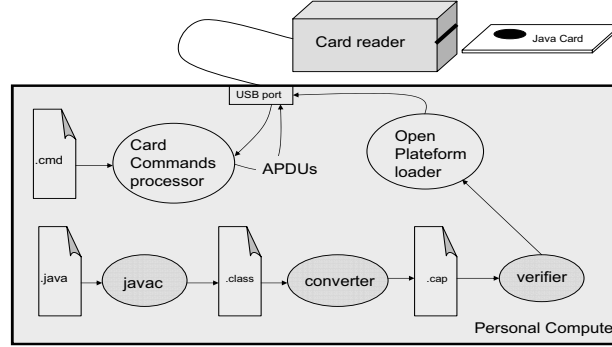 Card reader
Java Card
USB port
.cmd
Card
Commands
processor
APDUs
Open
Plateform
loader
.java
javac
.class
converter
.cap
verifier
Personal Compute